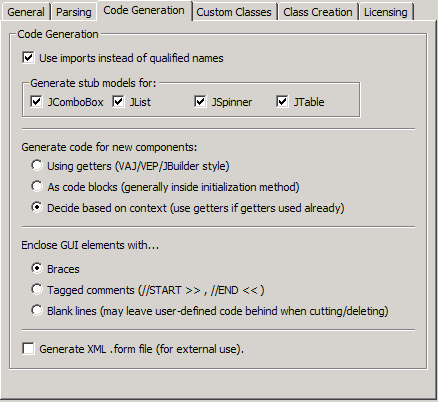 General Parsing Code Generation Custom Classes Class Creation Licensing
Code Generation
Use imports instead of qualified names
Generate stub models for:
JComboBox JList JSpinner JTable
Generate code for new components:
Using getters (VAJ/VEP/JBuilder style)
As code blocks (generally inside initialization method)
Decide based on context (use getters if getters used already)
Enclose GUI elements with...
Braces
Tagged comments (//START >> , //END << )
Blank lines (may leave user-defined code behind when cutting/deleting)
Generate XML .form file (for external use).